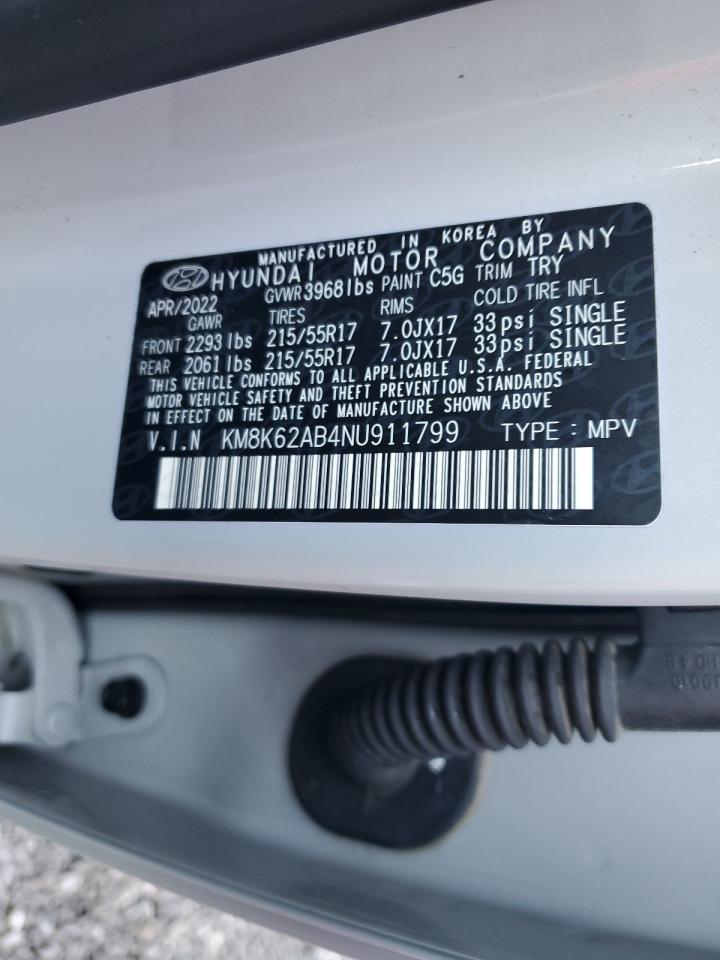 MANUFACTURED IN KOREA BY
HYUNDAI MOTOR COMPANY
APR/2022 GVWR 3968lbs PAINT C5G TRIM TRY
GAWR TIRES RIMS COLD TIRE INFL
FRONT 2293 lbs 215/55R17 7.0JX17 33psi SINGLE
REAR 2061 lbs 215/55R17 7.0JX17 33psi SINGLE
THIS VEHICLE CONFORMS TO ALL APPLICABLE U.S.A. FEDERAL
MOTOR VEHICLE SAFETY AND THEFT PREVENTION STANDARDS
IN EFFECT ON THE DATE OF MANUFACTURE SHOWN ABOVE
V.I.N KM8K62AB4NU911799 TYPE : MPV